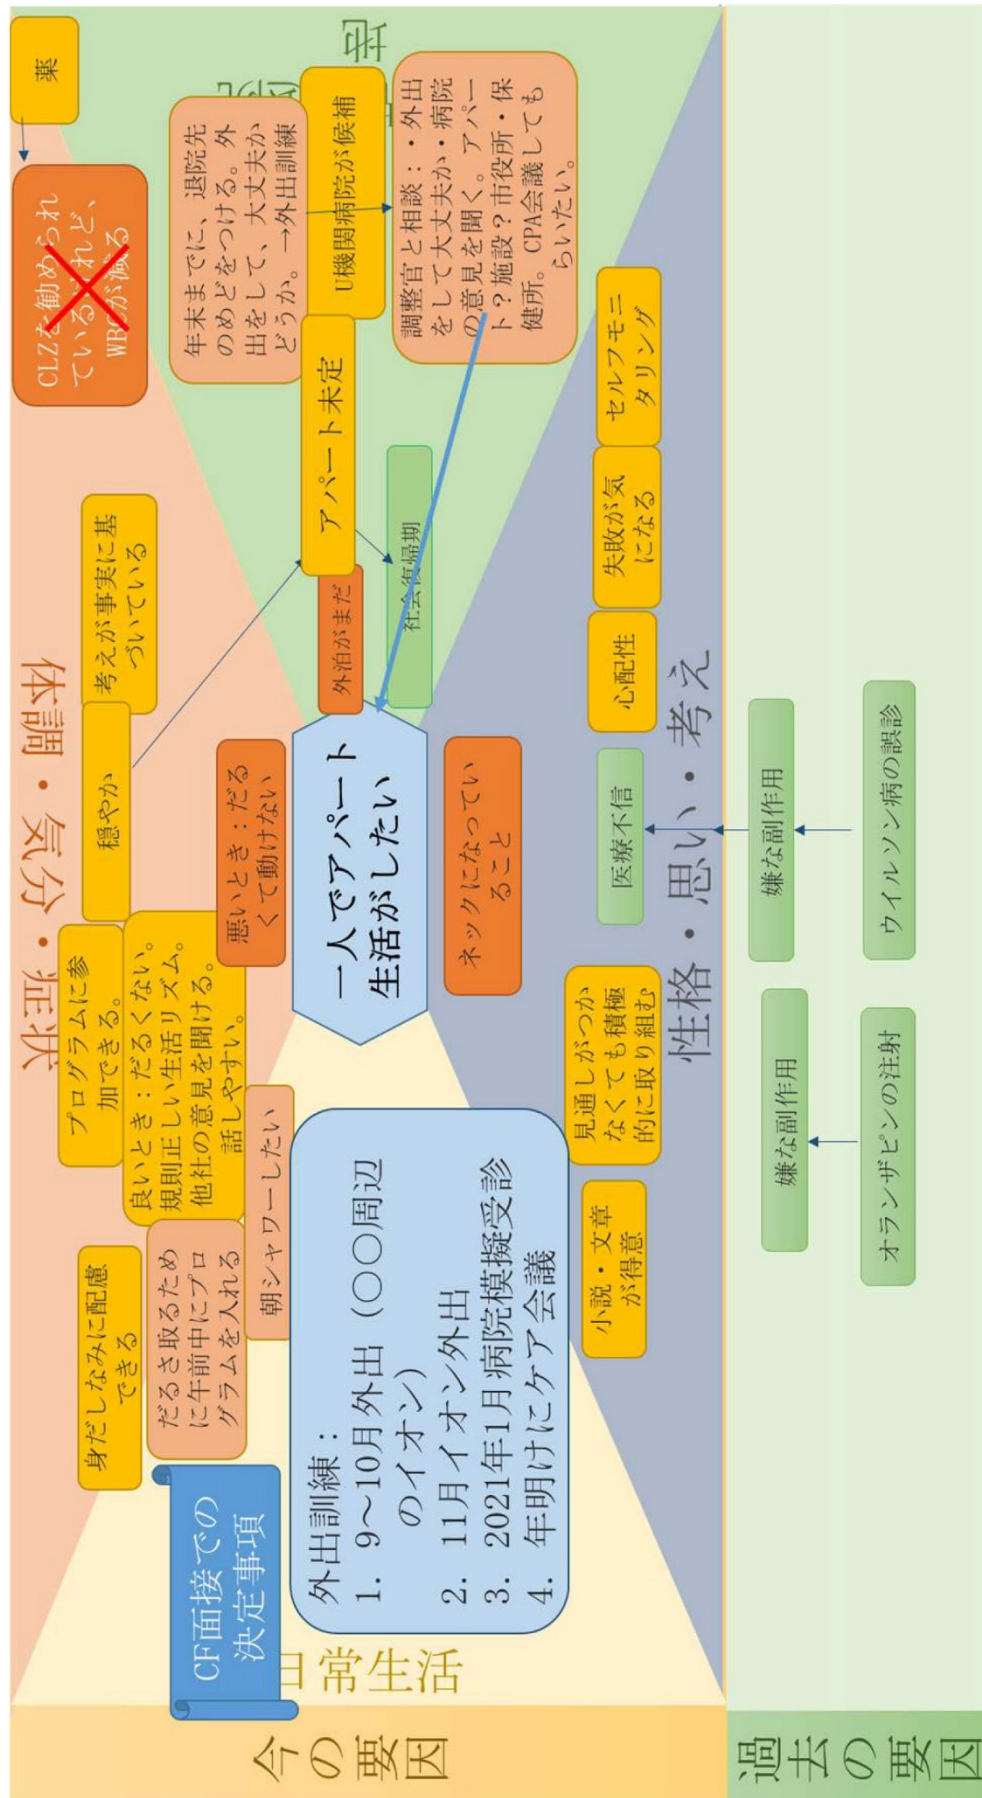 今の要因
体調・気分・症状
日常生活
CF面接での
決定事項
身だしなみに配慮
できる
だるさ取るため
に午前中にプロ
グラムを入れる
プログラムに参
加できる。
良いとき：だるくない。
規則正しい生活リズム。
他社の意見を聞ける。
話しやすい。
朝シャワーしたい
穏やか
考えが事実に基
づいている
悪いとき：だる
くて動けない
CLZを勧められ
ているけれど、
WBCが減る
薬
外出訓練：
1. 9～10月外出（○○周辺
のイオン）
2. 11月イオン外出
3. 2021年1月病院模擬受診
4. 年明けにケア会議
一人でアパート
生活がしたい
外泊がまだ
アパート未定
社会復帰期
年末までに、退院先
のめどをつける。外
出をして、大丈夫か
どうか。→外出訓練
U機関病院が候補
調整官と相談：・外出
をして大丈夫か・病院
の意見を聞く。アパー
ト？施設？市役所・保
健所。CPA会議しても
らいたい。
ネックになってい
ること
小説・文章
が得意
見通しがつか
なくても積極
的に取り組む
医療不信
心配性
失敗が気
になる
セルフモニ
タリング
性格・思い・考え
過去の要因
嫌な副作用
オランザピンの注射
嫌な副作用
ウイルソン病の誤診